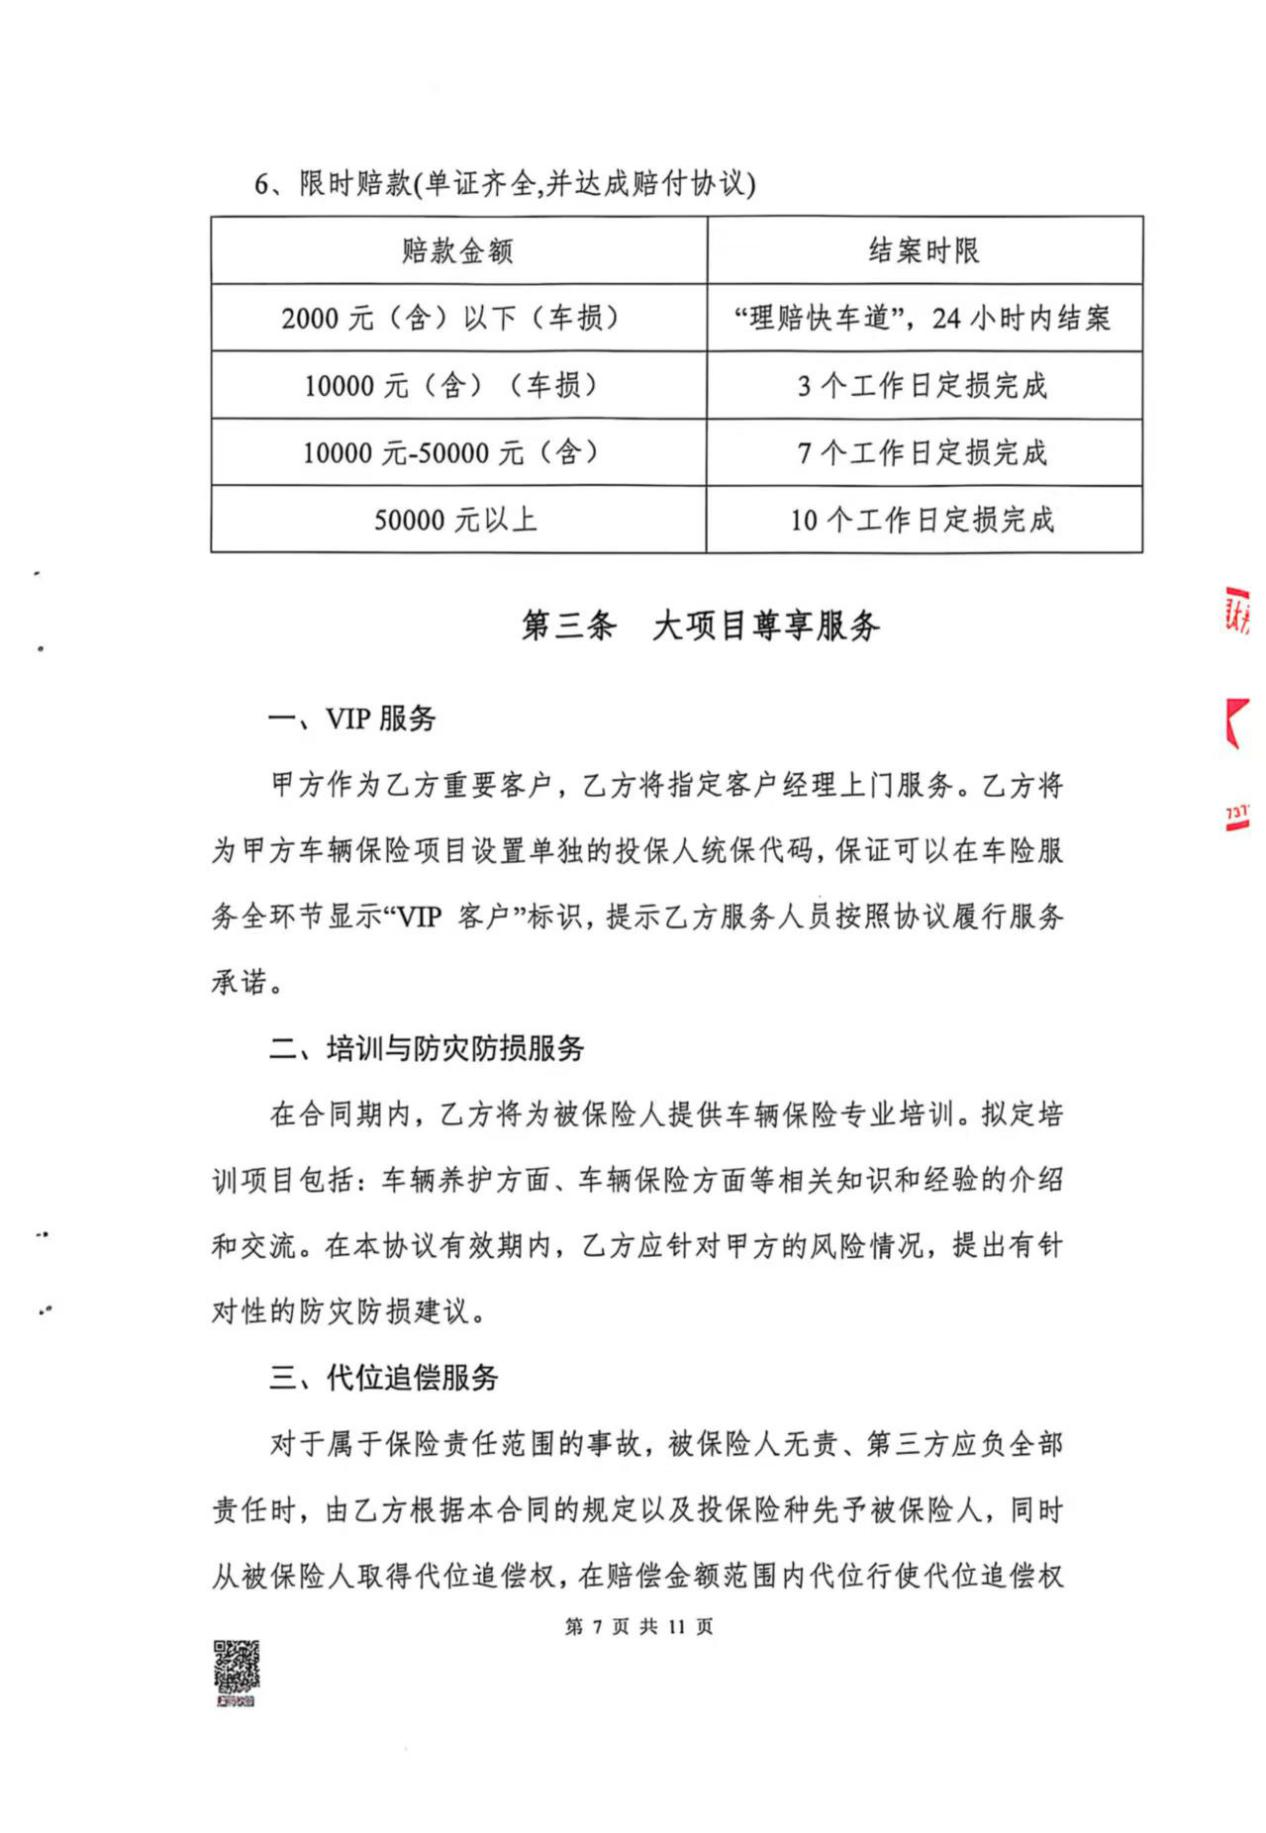 6、限时赔款(单证齐全,并达成赔付协议)
赔款金额 结案时限
2000 元（含）以下（车损） “理赔快车道”，24 小时内结案
10000 元（含）（车损） 3 个工作日定损完成
10000 元-50000 元（含） 7 个工作日定损完成
50000 元以上 10 个工作日定损完成
第三条 大项目尊享服务
一、VIP 服务
甲方作为乙方重要客户，乙方将指定客户经理上门服务。乙方将
为甲方车辆保险项目设置单独的投保人统保代码，保证可以在车险服
务全环节显示“VIP 客户”标识，提示乙方服务人员按照协议履行服务
承诺。
二、培训与防灾防损服务
在合同期内，乙方将为被保险人提供车辆保险专业培训。拟定培
训项目包括：车辆养护方面、车辆保险方面等相关知识和经验的介绍
和交流。在本协议有效期内，乙方应针对甲方的风险情况，提出有针
对性的防灾防损建议。
三、代位追偿服务
对于属于保险责任范围的事故，被保险人无责、第三方应负全部
责任时，由乙方根据本合同的规定以及投保险种先予被保险人，同时
从被保险人取得代位追偿权，在赔偿金额范围内代位行使代位追偿权
第 7 页 共 11 页